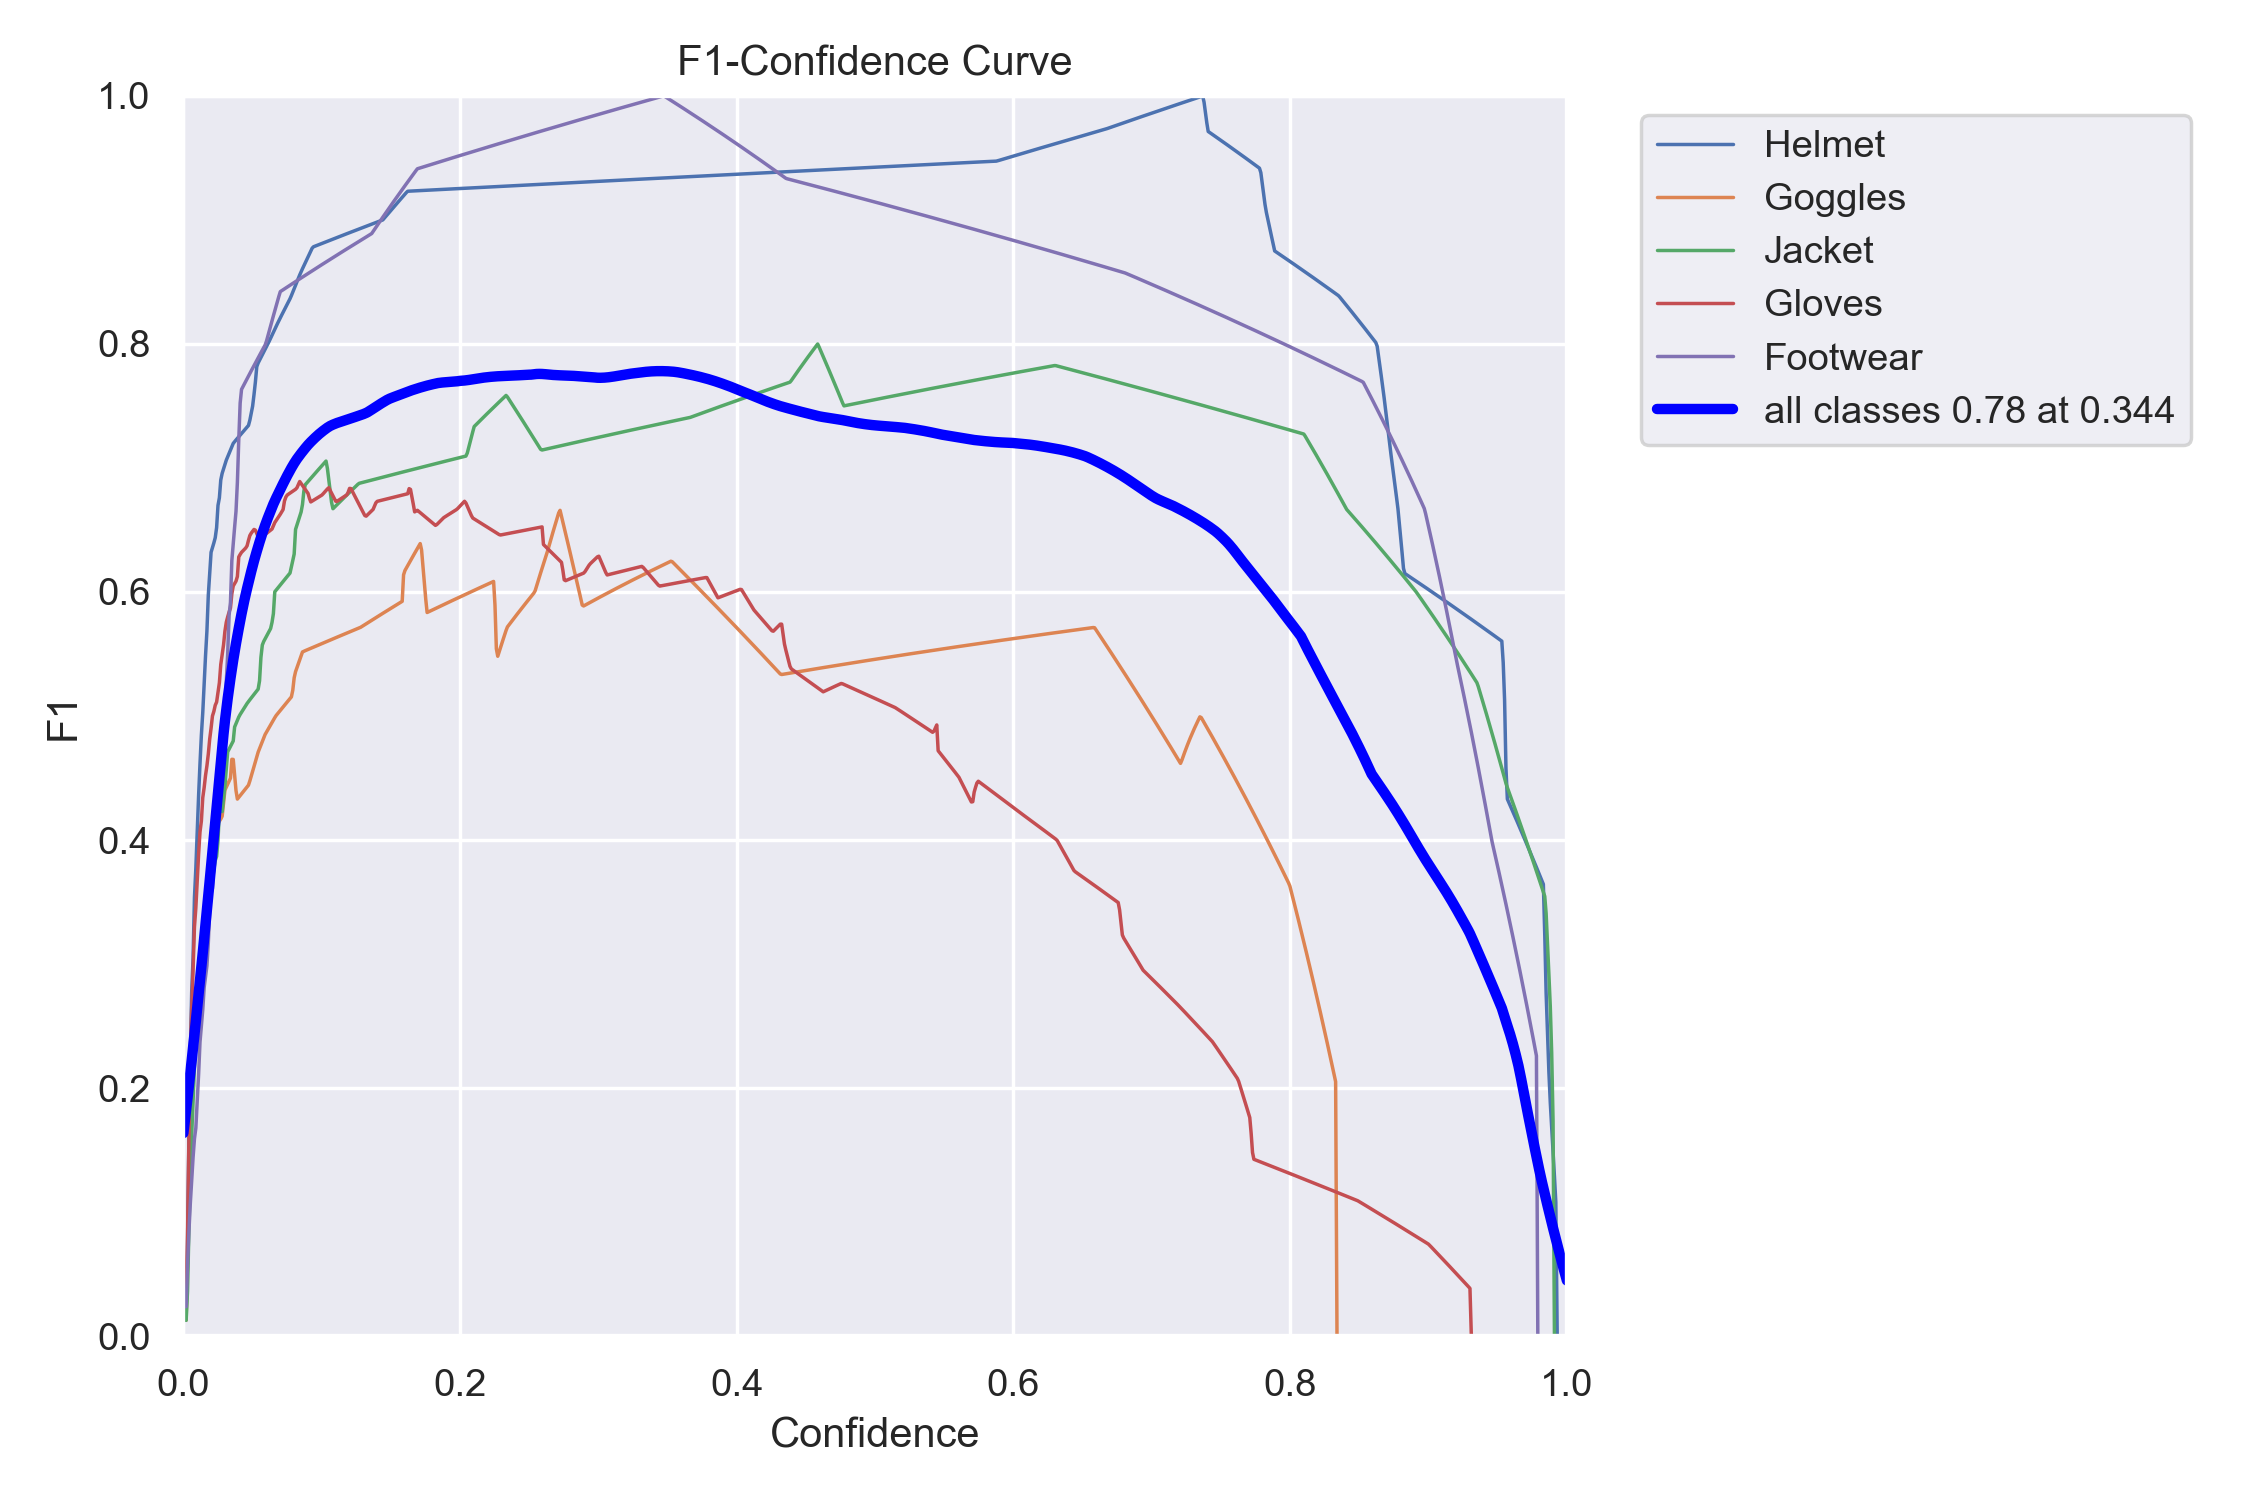 F1-Confidence Curve
1.0
0.8
0.6
0.4
0.2
0.0
F1
0.0 0.2 0.4 0.6 0.8 1.0
Confidence
Helmet
Goggles
Jacket
Gloves
Footwear
all classes 0.78 at 0.344